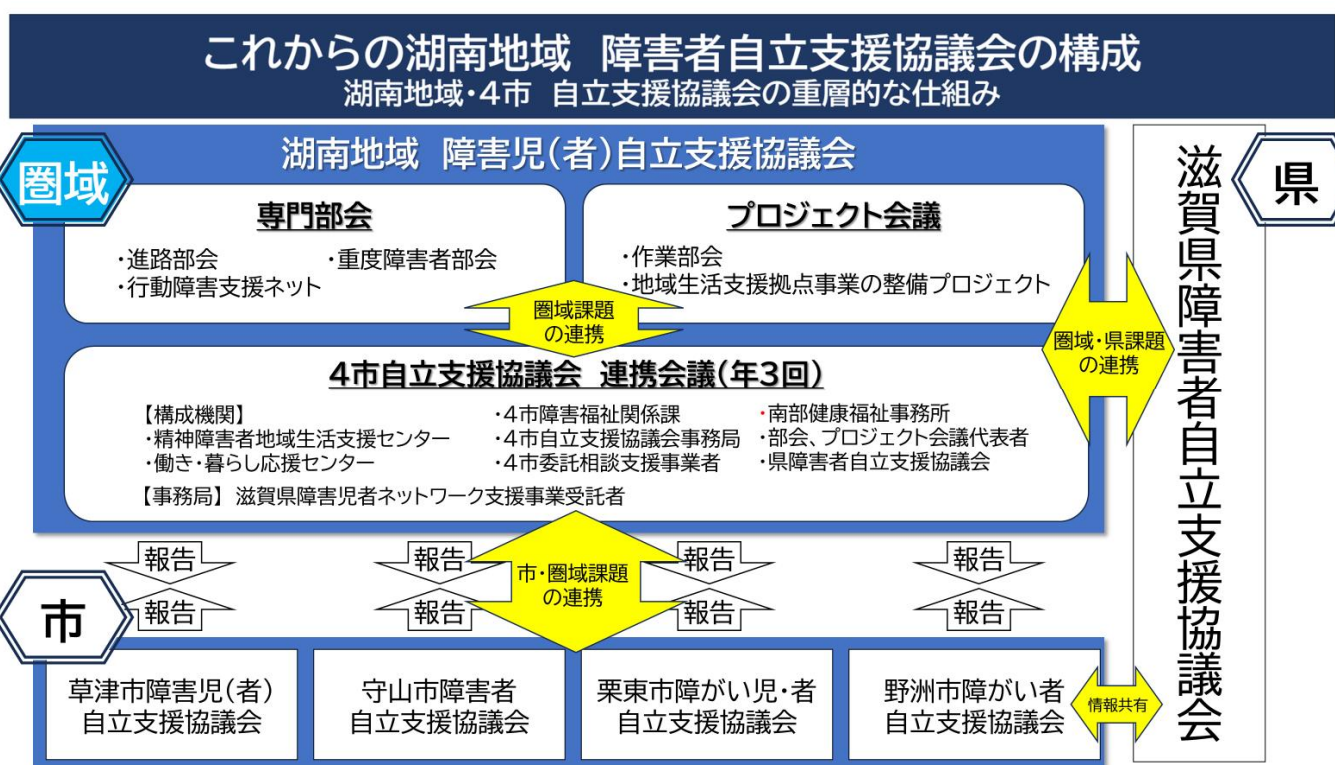 これからの湖南地域 障害者自立支援協議会の構成
湖南地域・4市 自立支援協議会の重層的な仕組み
圏域
湖南地域 障害児(者)自立支援協議会
専門部会
・進路部会 ・重度障害者部会
・行動障害支援ネット
プロジェクト会議
・作業部会
・地域生活支援拠点事業の整備プロジェクト
圏域課題
の連携
4市自立支援協議会 連携会議(年3回)
【構成機関】
・精神障害者地域生活支援センター
・働き・暮らし応援センター
・4市障害福祉関係課
・4市自立支援協議会事務局
・4市委託相談支援事業者
・南部健康福祉事務所
・部会、プロジェクト会議代表者
・県障害者自立支援協議会
【事務局】 滋賀県障害児者ネットワーク支援事業受託者
圏域・県課題
の連携
県
滋賀県障害者自立支援協議会
報告 報告 報告 報告
市・圏域課題
の連携
報告 報告 報告 報告
市
草津市障害児(者)
自立支援協議会
守山市障害者
自立支援協議会
栗東市障がい児・者
自立支援協議会
野洲市障がい者
自立支援協議会
情報共有